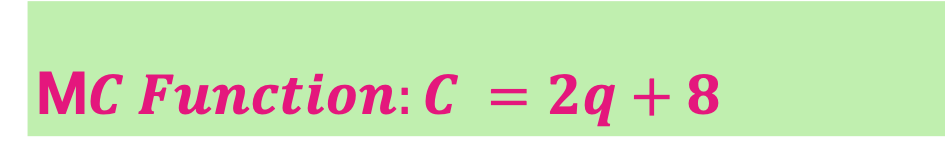 MC Function: C = 2q + 8